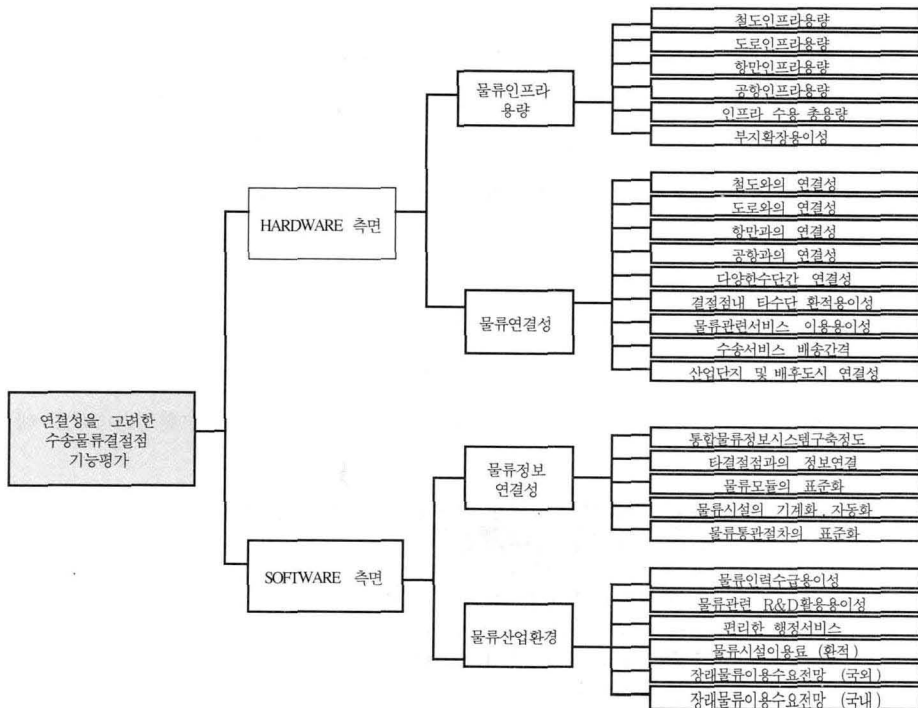 연결성을 고려한
수송물류결절점
기능평가
HARDWARE 측면
물류인프라
용량
철도인프라용량
도로인프라용량
항만인프라용량
공항인프라용량
인프라 수용 총용량
부지확장용이성
물류연결성
철도와의 연결성
도로와의 연결성
항만과의 연결성
공항과의 연결성
다양한수단간 연결성
결절점내 타수단 환적용이성
물류관련서비스 이용용이성
수송서비스 배송간격
산업단지 및 배후도시 연결성
SOFTWARE 측면
물류정보
연결성
통합물류정보시스템구축정도
타결절점과의 정보연결
물류모듈의 표준화
물류시설의 기계화, 자동화
물류통관절차의 표준화
물류산업환경
물류인력수급용이성
물류관련 R&D활용용이성
편리한 행정서비스
물류시설이용료 (환적)
장래물류이용수요전망 (국외)
장래물류이용수요전망 (국내)